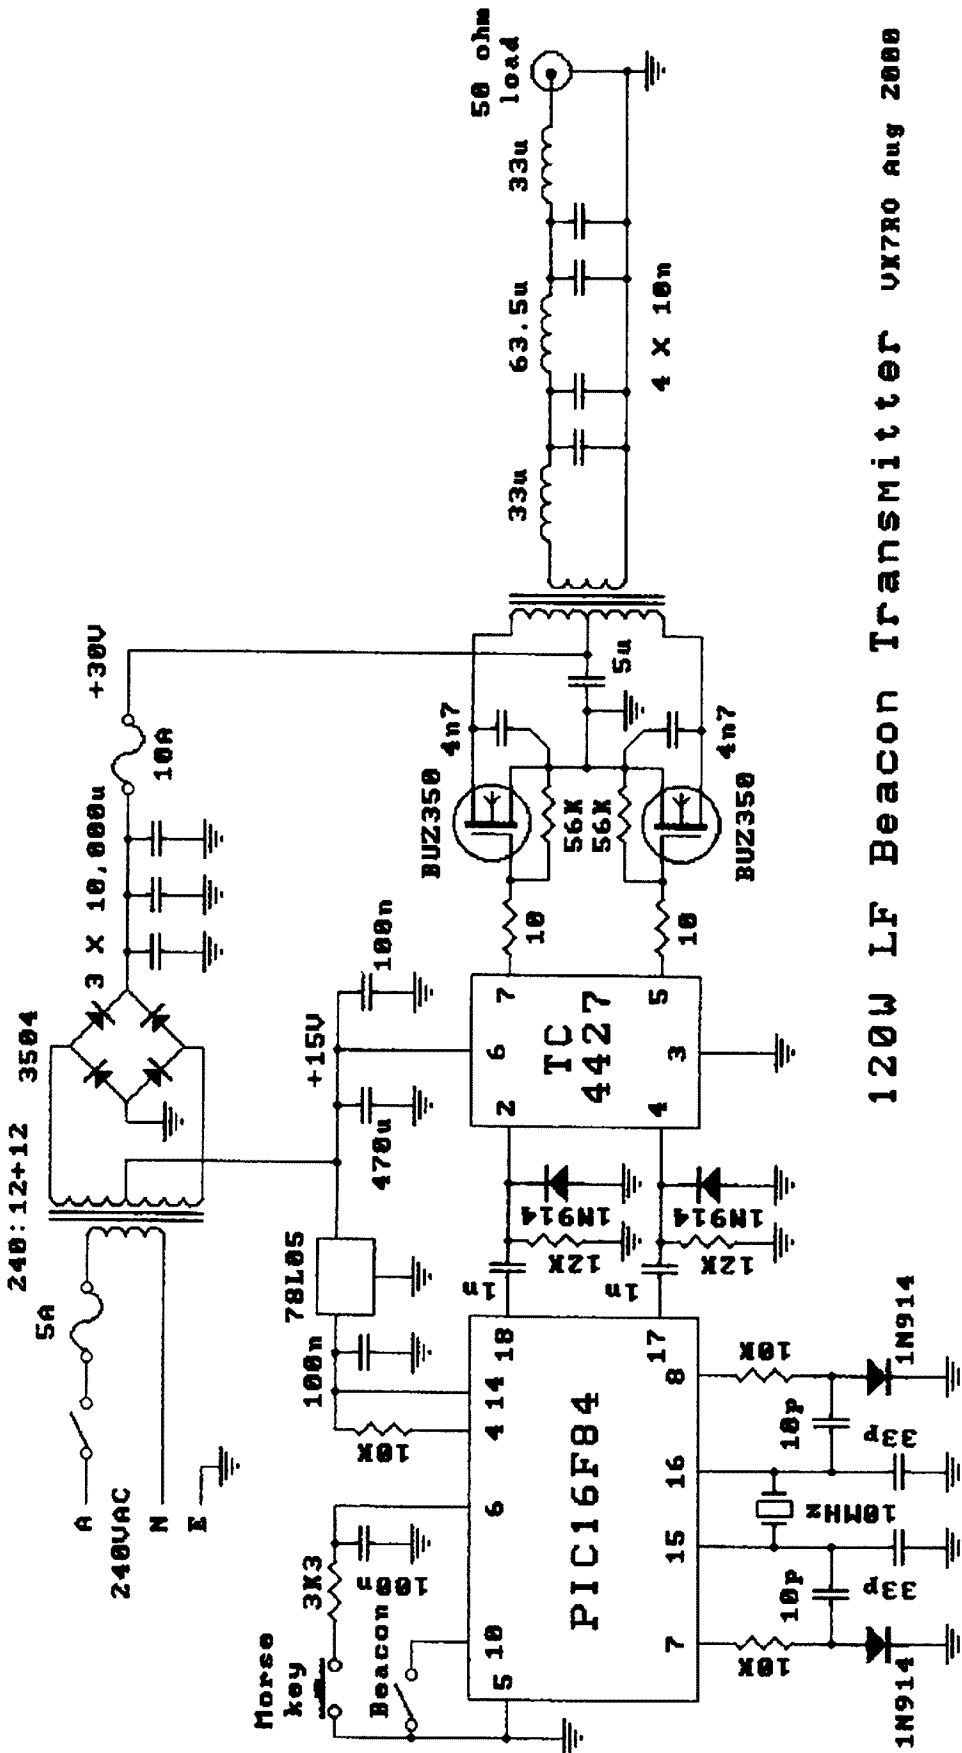 240VAC
A
N
E
5A
240:12+12
3504
3 X 10,000u
10A
+30V
Morse
key
Beacon
3K3
100n
10K
100n
78L05
470u
+15V
100n
PIC16F84
5
10
6
4
14
18
17
7
15
16
8
1n
1n
12K
12K
1N914
1N914
TC
4427
2
6
7
4
3
5
10
10
BUZ350
BUZ350
56K
56K
4n7
4n7
5u
33u
63.5u
33u
4 X 10n
50 ohm
load
10K
10K
10p
10p
10MHz
33p
33p
1N914
1N914
120W LF Beacon Transmitter VK7RO Aug 2000